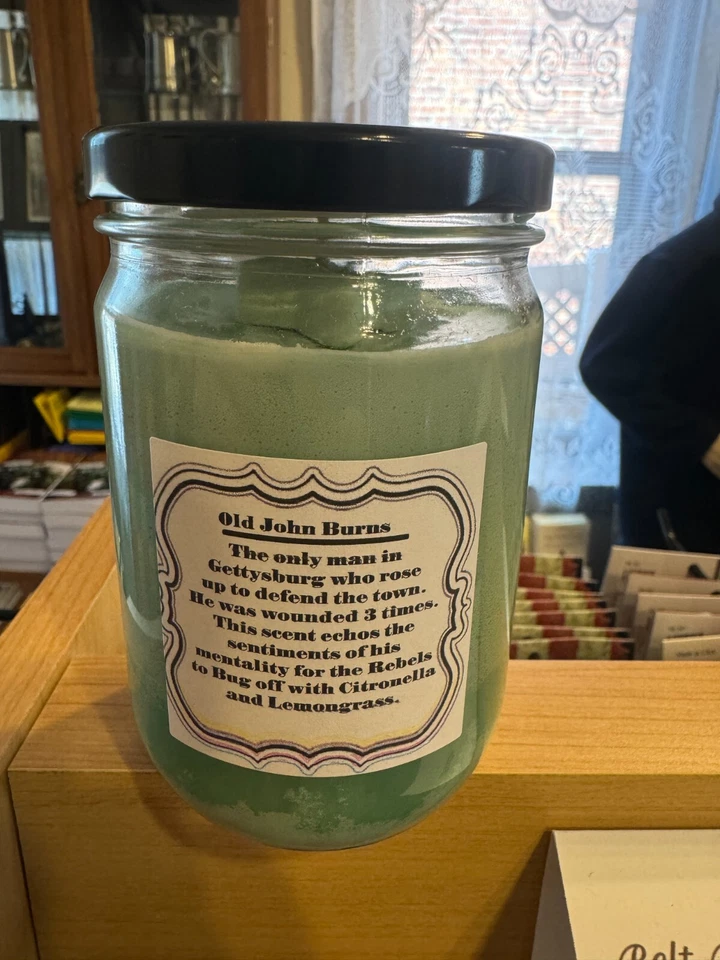 Old John Burns
The only man in
Gettysburg who rose
up to defend the town.
He was wounded 3 times.
This scent echos the
sentiments of his
mentality for the Rebels
to Bug off with Citronella
and Lemongrass.